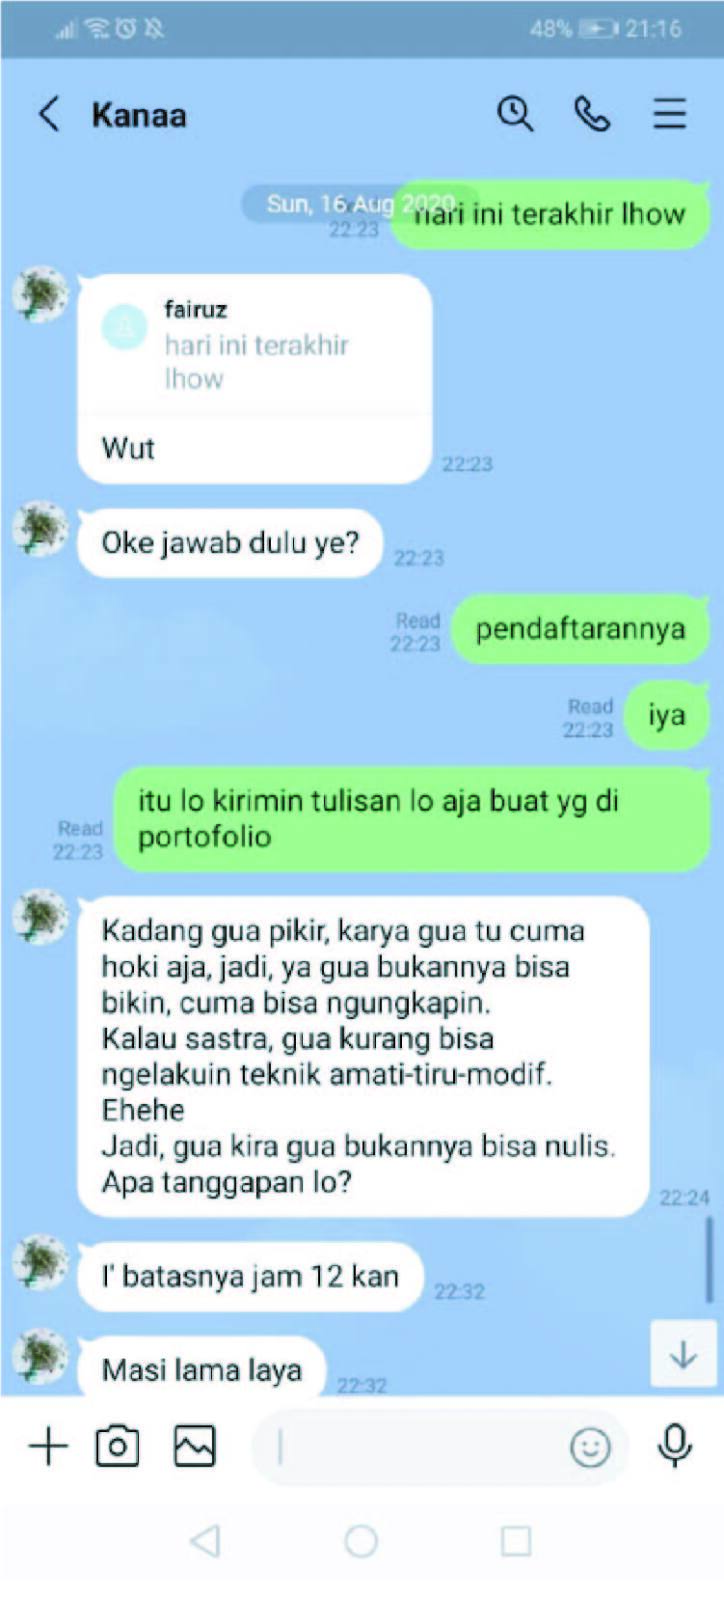 48% 21:16
Kanaa
Sun, 16 Aug 2020
hari ini terakhir lhow
22:23
fairuz
hari ini terakhir
lhow
Wut
22:23
Oke jawab dulu ye?
22:23
Read
22:23
pendaftarannya
Read
22:23
iya
itu lo kirimin tulisan lo aja buat yg di
portofolio
Read
22:23
Kadang gua pikir, karya gua tu cuma
hoki aja, jadi, ya gua bukannya bisa
bikin, cuma bisa ngungkapin.
Kalau sastra, gua kurang bisa
ngelakuin teknik amati-tiru-modif.
Ehehe
Jadi, gua kira gua bukannya bisa nulis.
Apa tanggapan lo?
22:24
I' batasnya jam 12 kan
22:32
Masi lama laya
22:32